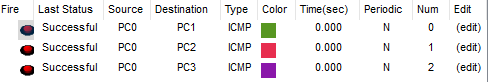 Fire Last Status Source Destination Type Color Time(sec) Periodic Num Edit
Successful PC0 PC1 ICMP 0.000 N 0 (edit)
Successful PC0 PC2 ICMP 0.000 N 1 (edit)
Successful PC0 PC3 ICMP 0.000 N 2 (edit)